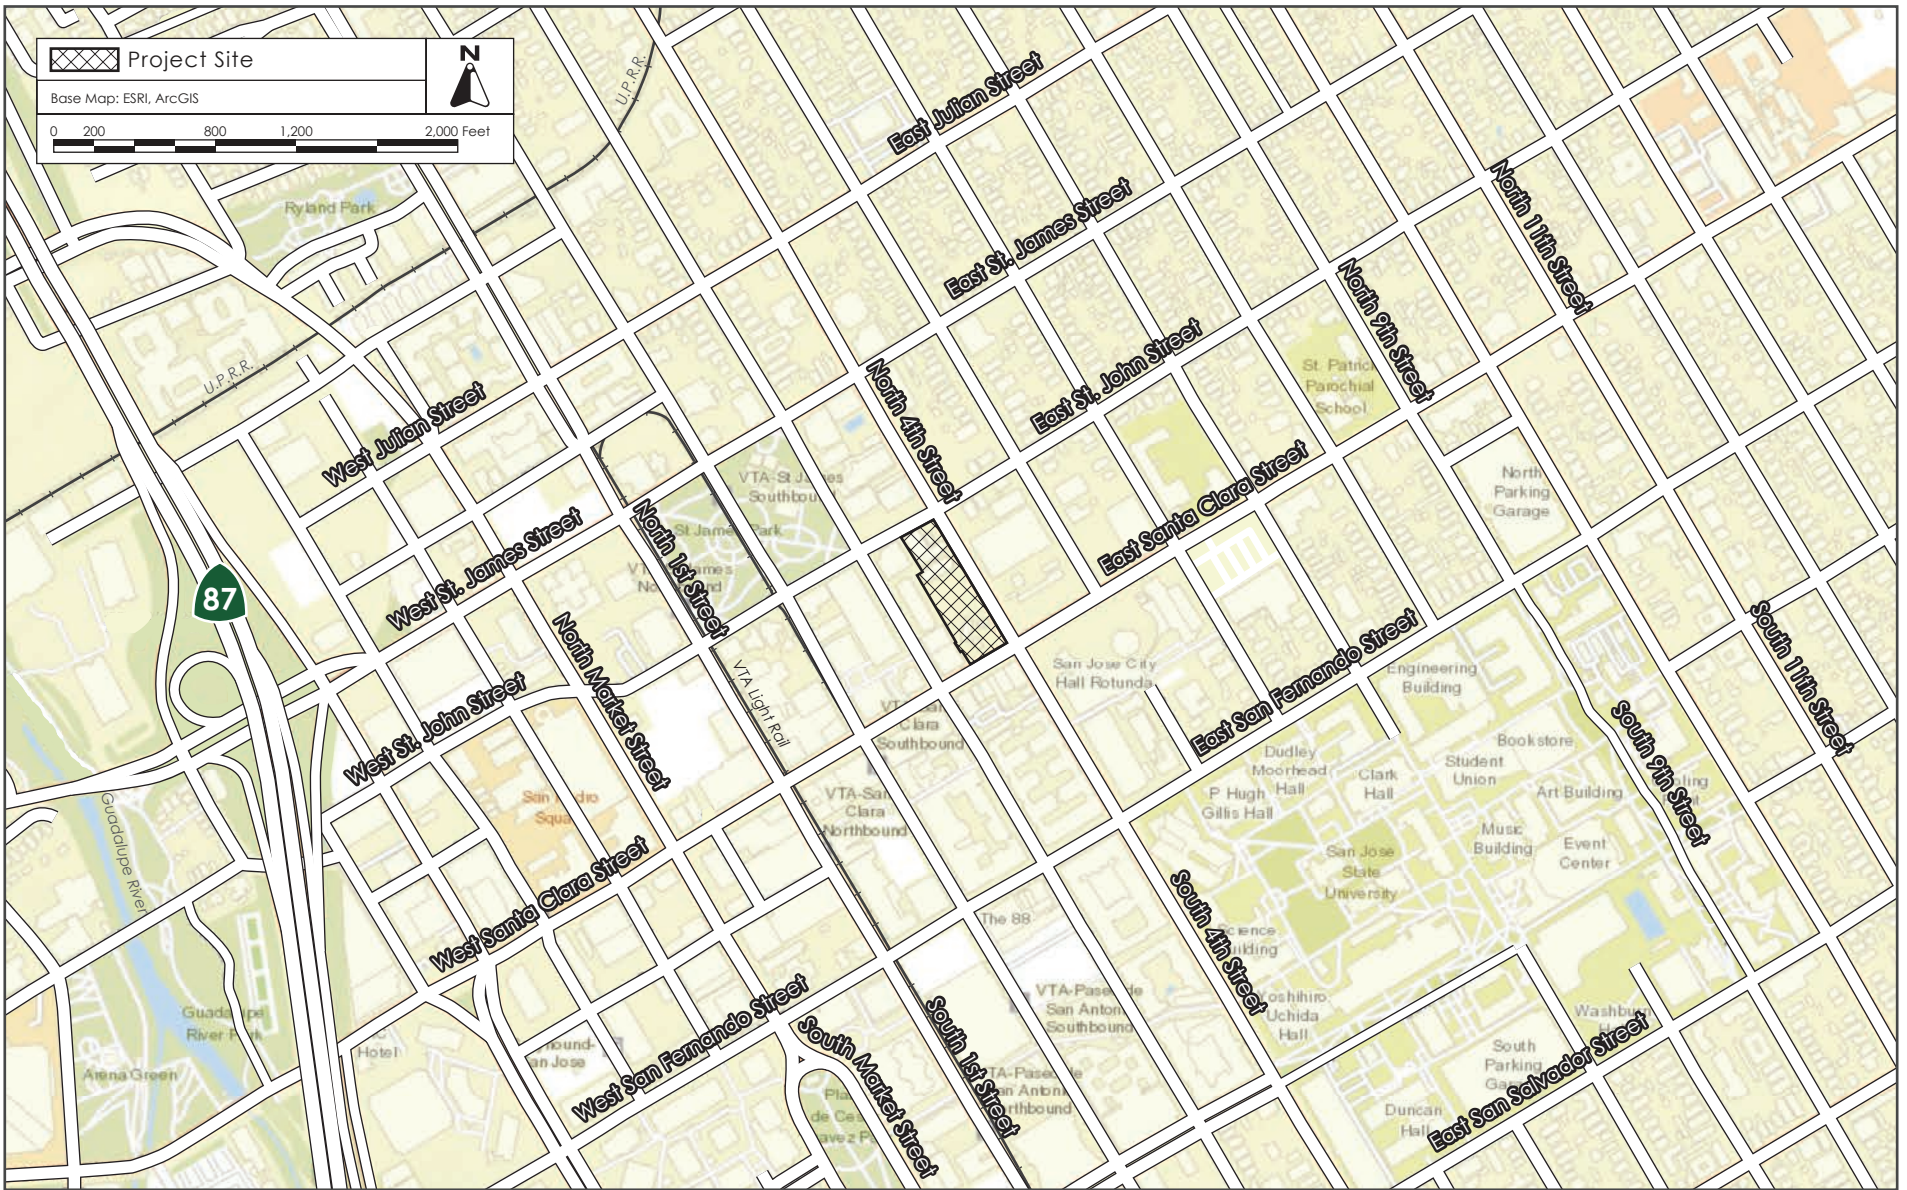 Project Site
N
Base Map: ESRI, ArcGIS
0 200 800 1,200 2,000 Feet
U.P.R.R.
East Julian Street
Ryland Park
East St. James Street
North 11th Street
U.P.R.R.
North 9th Street
East St. John Street
St. Patrick
Parochial
School
West Julian Street
North 4th Street
East Santa Clara Street
VTA-St James
Southbound
North
Parking
Garage
West St. James Street
North 1st Street
St James Park
87
North Market Street
VTA Light Rail
San Jose City
Hall Rotunda
East San Fernando Street
Engineering
Building
South 11th Street
West St. John Street
Clara
Southbound
South 9th Street
Bookstore
Dudley
Moorhead
Hall
Student
Union
Clark
Hall
P Hugh
Gillis Hall
Art Building
San
Squa
VTA-San
Clara
Northbound
Guadalupe River
Music
Building
Event
Center
San Jose
State
University
West Santa Clara Street
South 4th Street
The 88
West San Fernando Street
VTA-Pase de
San Anton
Southbound
Yoshihiro
Uchida
Hall
Guadalupe
River Park
Hotel
South Market Street
South 1st Street
South
Parking
Arena Green
Duncan
Hall
East San Salvador Street